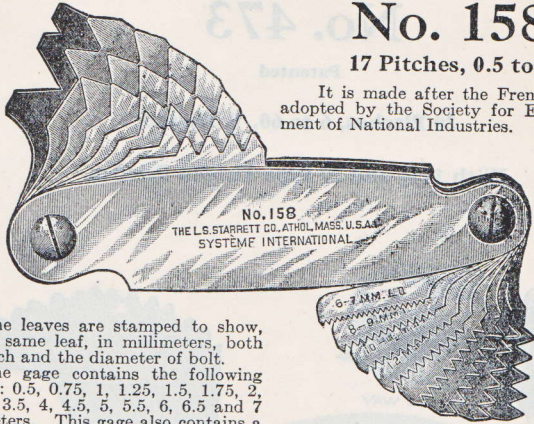 No. 158
17 Pitches, 0.5 to
It is made after the Fren
adopted by the Society for E
ment of National Industries.
No. 158
THE L.S. STARRETT CO. ATHOL, MASS. U.S.A.
SYSTÈME INTERNATIONAL
6-7 MM.
8-9 MM
e leaves are stamped to show,
same leaf, in millimeters, both
ch and the diameter of bolt.
e gage contains the following
: 0.5, 0.75, 1, 1.25, 1.5, 1.75, 2,
3.5, 4, 4.5, 5, 5.5, 6, 6.5 and 7
ters. This gage also contains a
No. 473
Patented